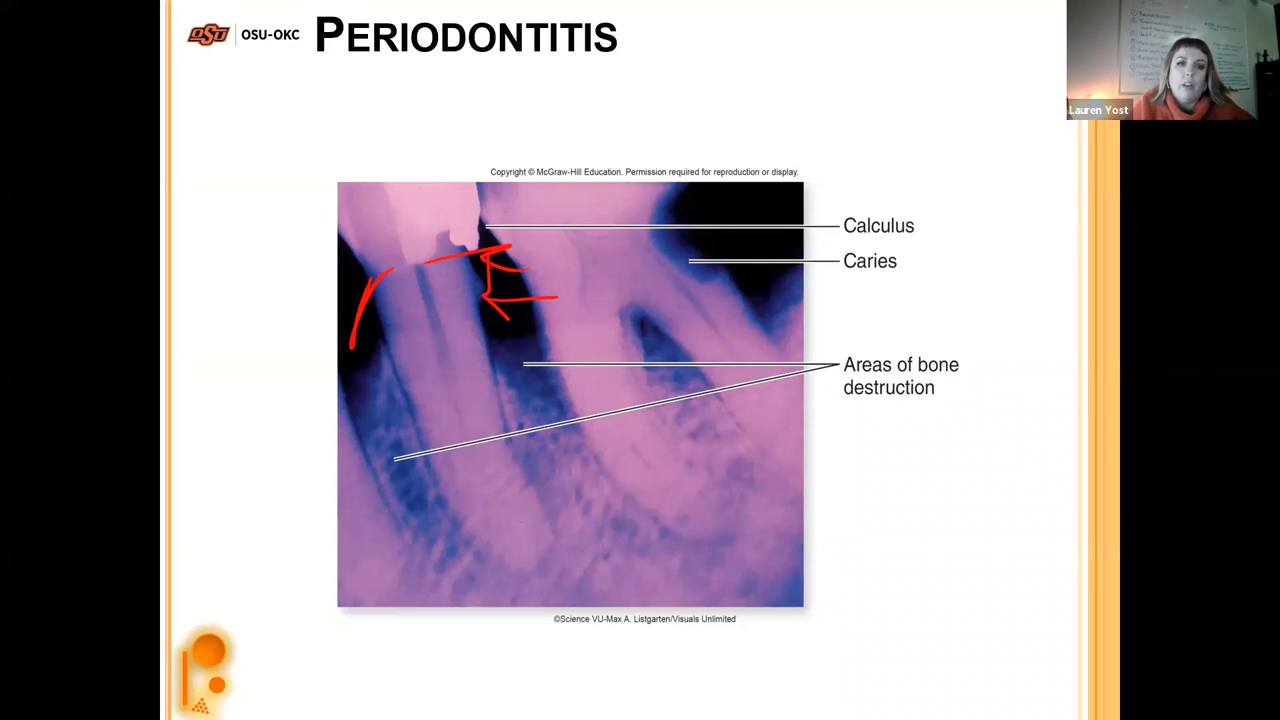 OSU OSU-OKC PERIODONTITIS
Lauren Yost
Copyright © McGraw-Hill Education. Permission required for reproduction or display.
Calculus
Caries
Areas of bone
destruction
©Science VU-Max A. Listgarten/Visuals Unlimited